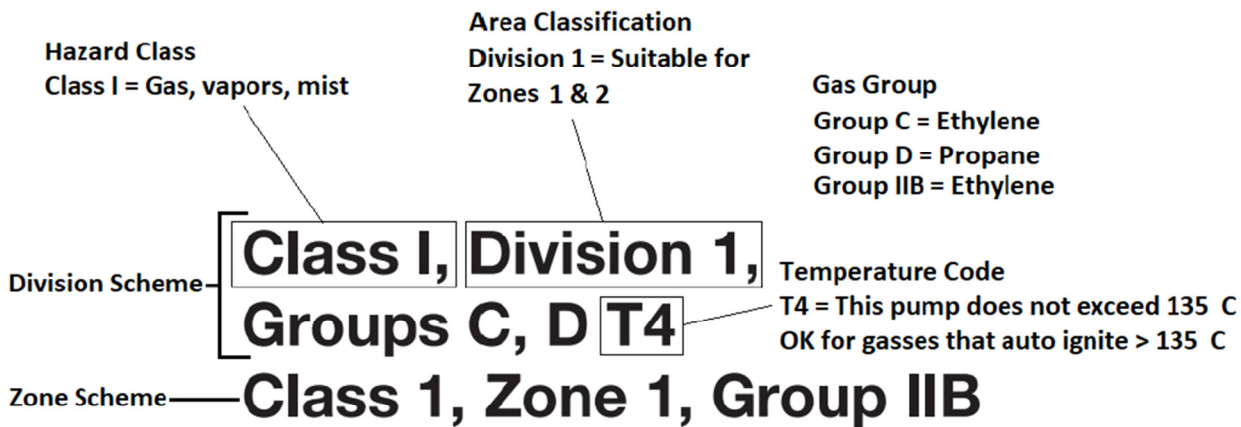 Hazard Class
Class I = Gas, vapors, mist
Area Classification
Division 1 = Suitable for
Zones 1 & 2
Gas Group
Group C = Ethylene
Group D = Propane
Group IIB = Ethylene
Division Scheme
Class I, Division 1,
Groups C, D T4
Temperature Code
T4 = This pump does not exceed 135 C
OK for gasses that auto ignite > 135 C
Zone Scheme
Class 1, Zone 1, Group IIB